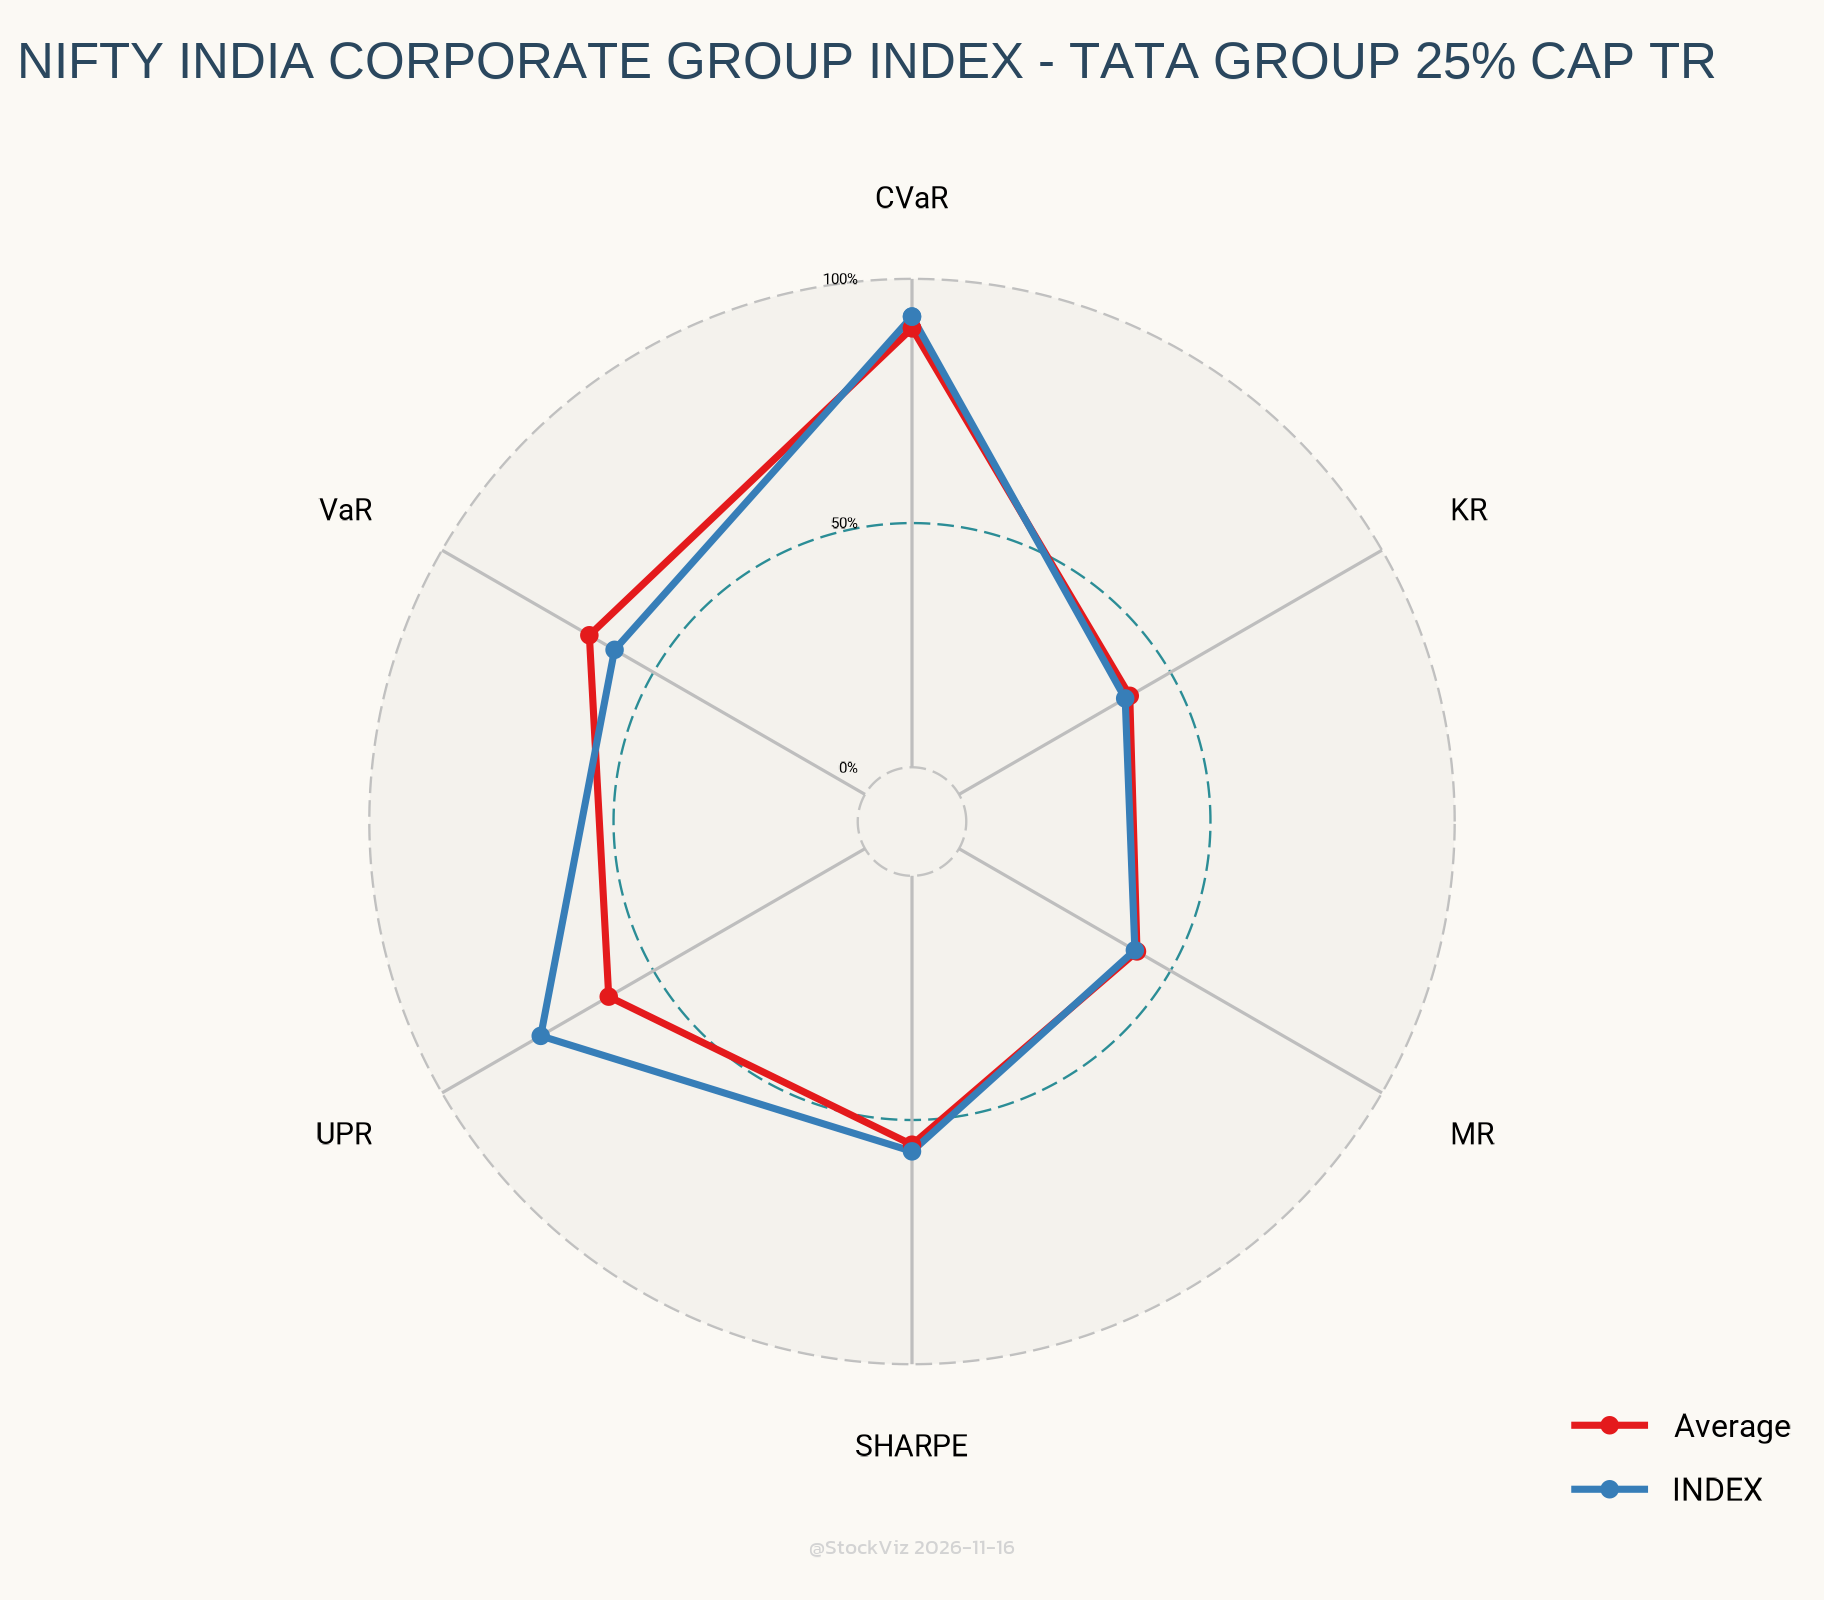 NIFTY INDIA CORPORATE GROUP INDEX - TATA GROUP 25% CAP TR
CVaR
100%
VaR
KR
50%
0%
UPR
MR
SHARPE
Average
INDEX
@StockViz 2026-11-16